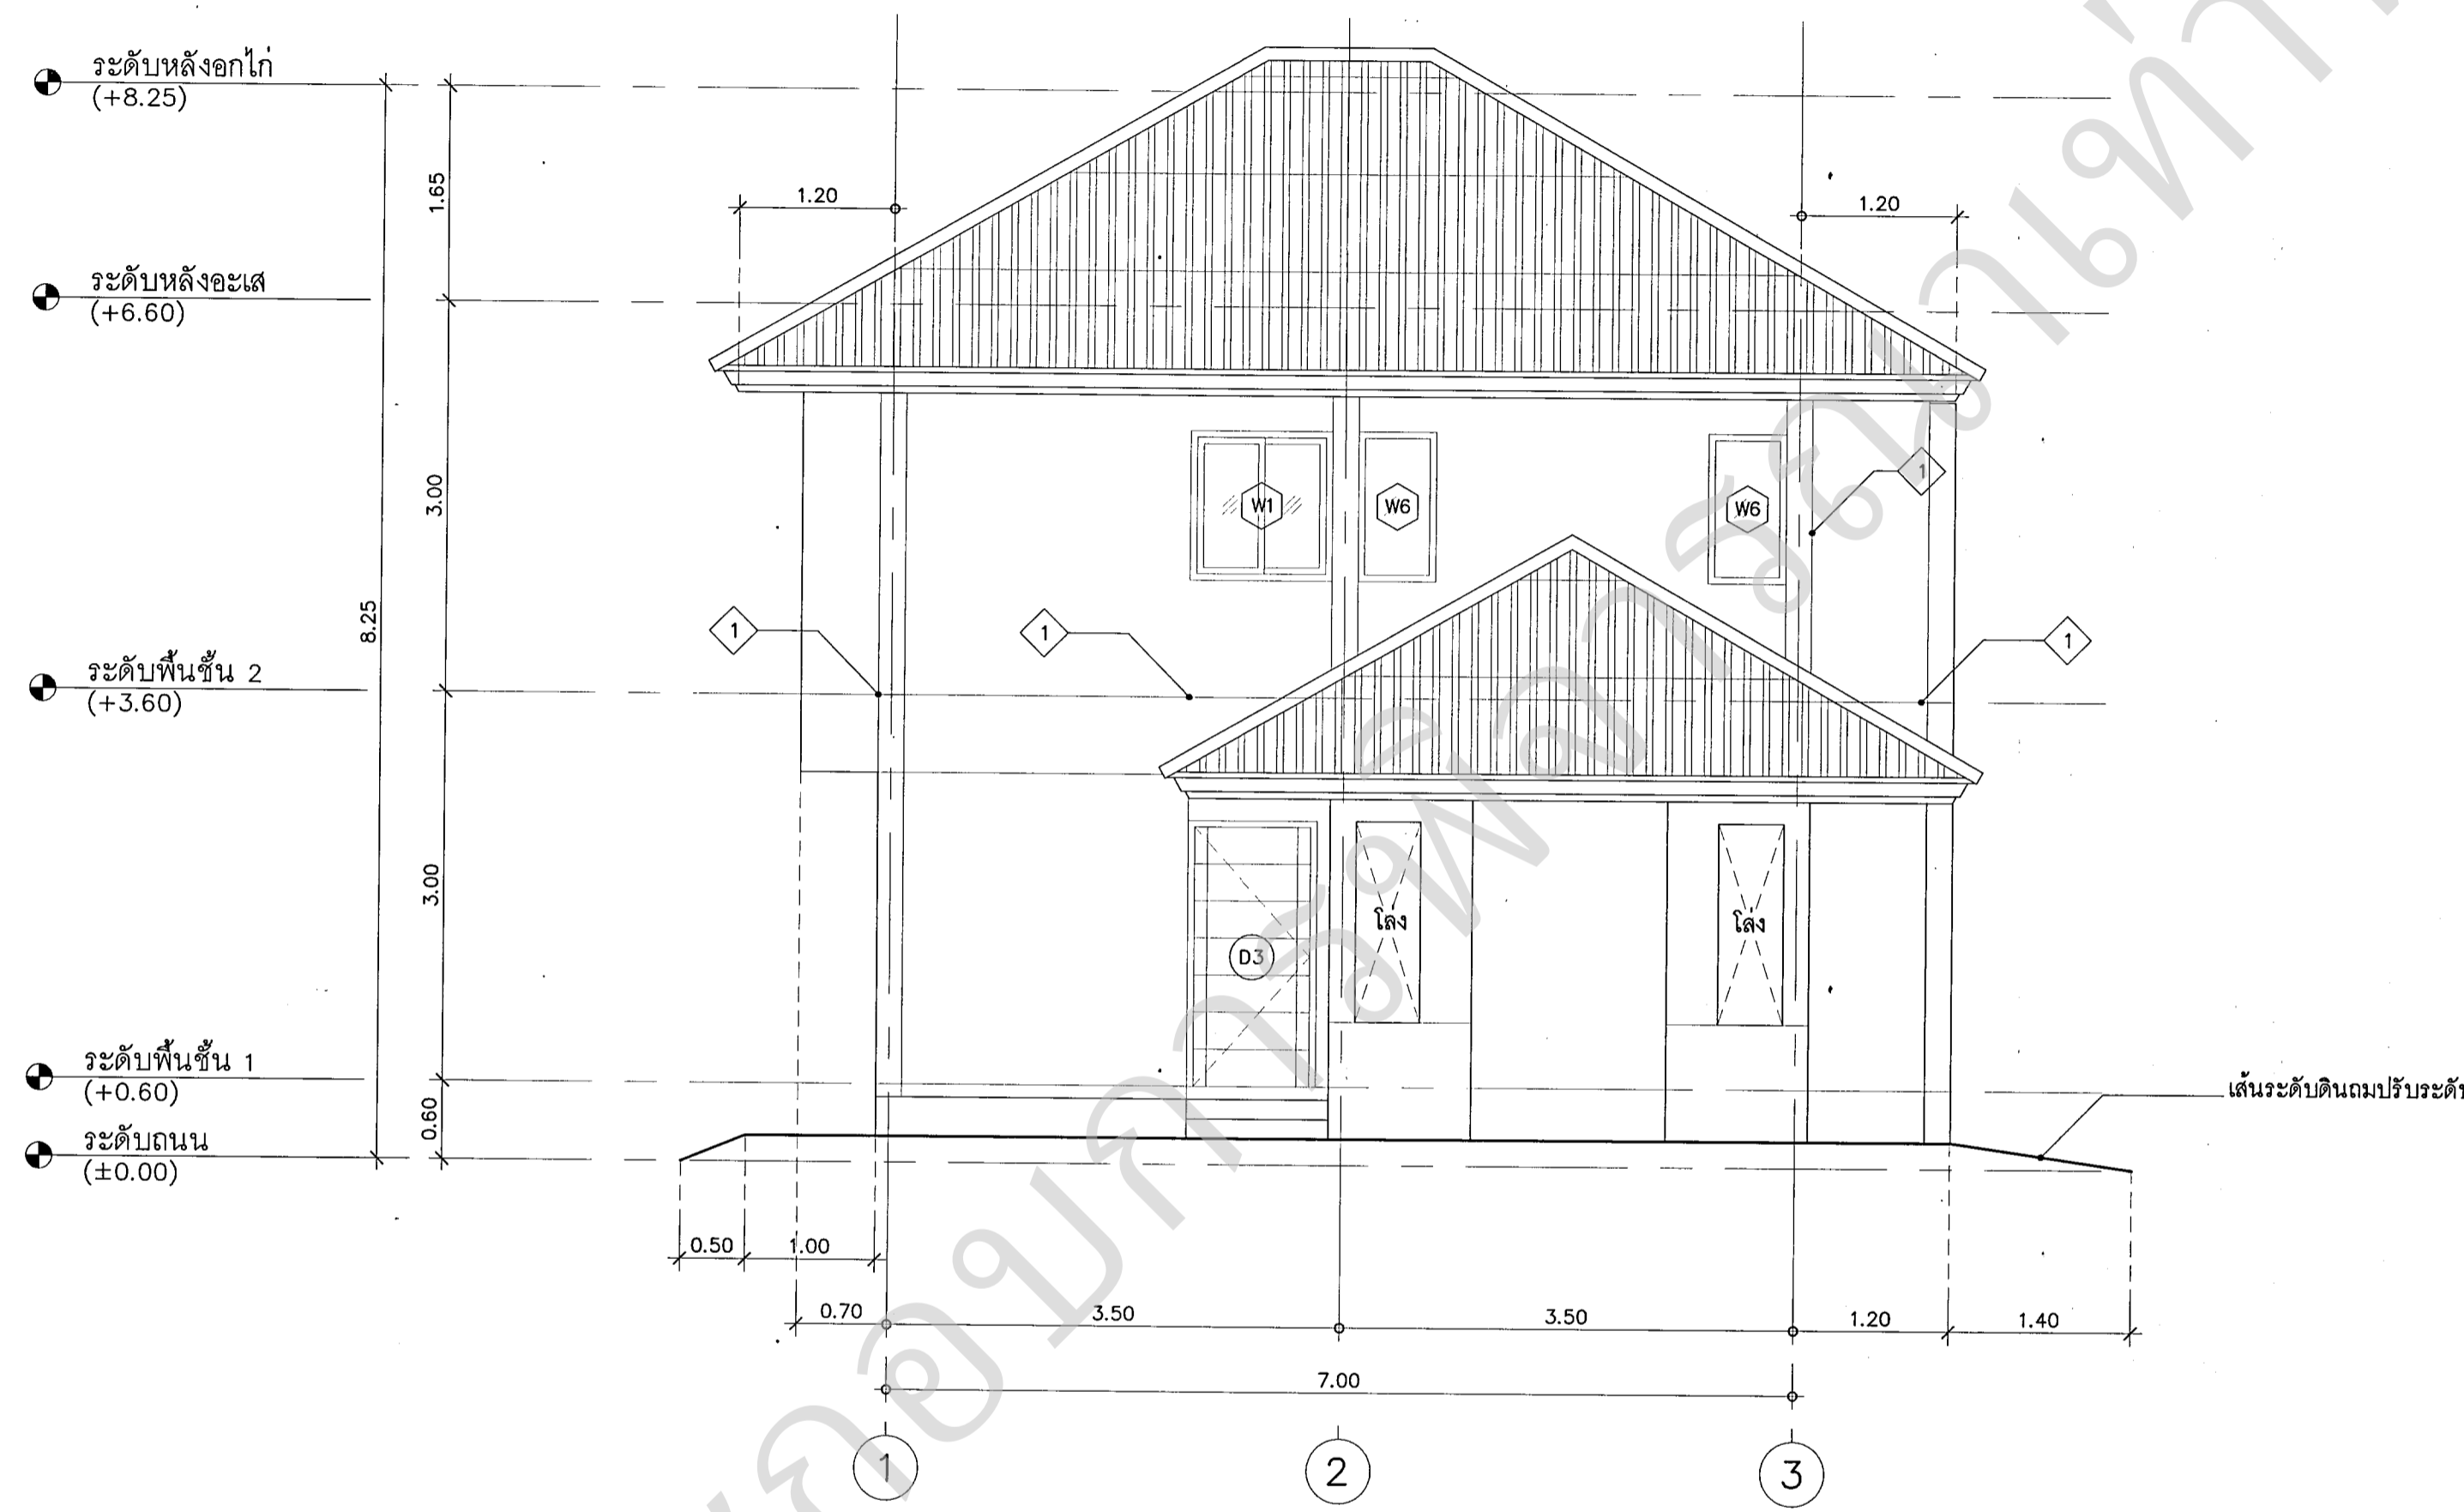 ระดับหลังอกไก่
(+8.25)
1.65
1.20
1.20
ระดับหลังอะเส
(+6.60)
3.00
W1
W6
W6
1
8.25
1
1
1
ระดับพื้นชั้น 2
(+3.60)
3.00
โล่ง
โล่ง
D3
ระดับพื้นชั้น 1
(+0.60)
0.60
เส้นระดับดินถมปรับระดับ
ระดับถนน
(±0.00)
0.50
1.00
0.70
3.50
3.50
1.20
1.40
7.00
1
2
3